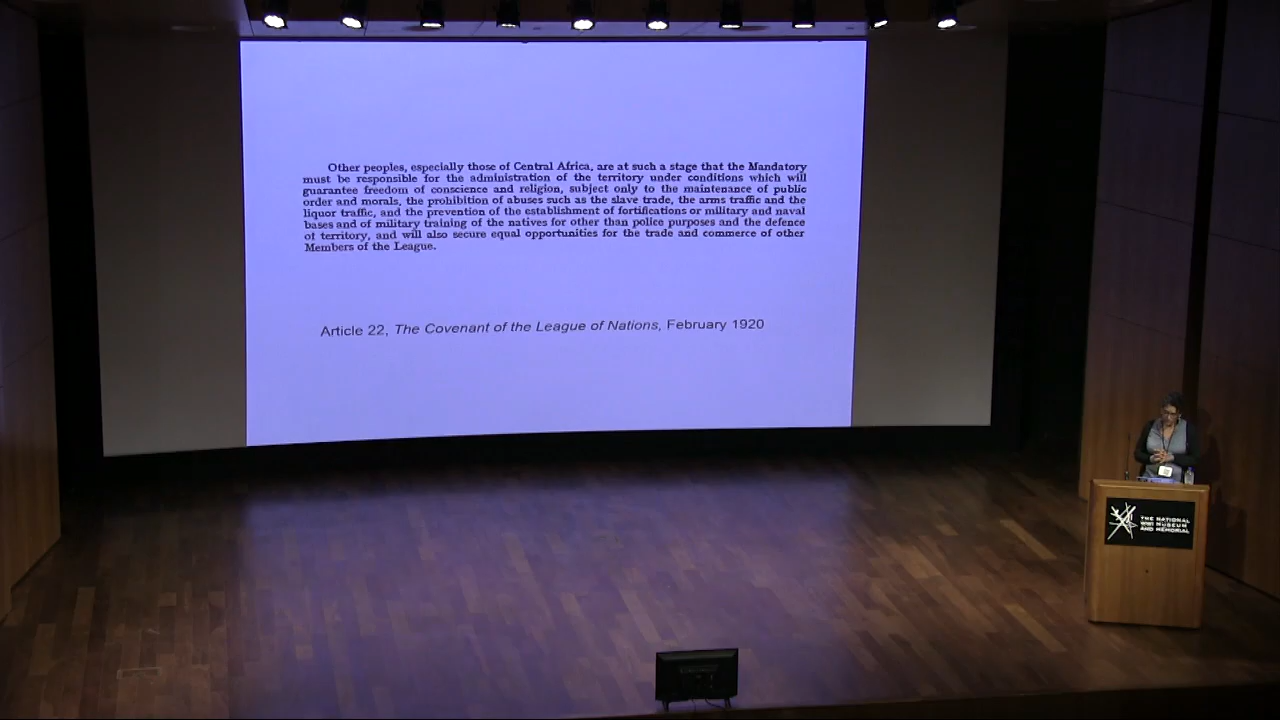 Other peoples, especially those of Central Africa, are at such a stage that the Mandatory
must be responsible for the administration of the territory under conditions which will
guarantee freedom of conscience and religion, subject only to the maintenance of public
order and morals, the prohibition of abuses such as the slave trade, the arms traffic and the
liquor traffic, and the prevention of the establishment of fortifications or military and naval
bases and of military training of the natives for other than police purposes and the defence
of territory, and will also secure equal opportunities for the trade and commerce of other
Members of the League.
Article 22, The Covenant of the League of Nations, February 1920
THE NATIONAL
WWI MUSEUM
AND MEMORIAL